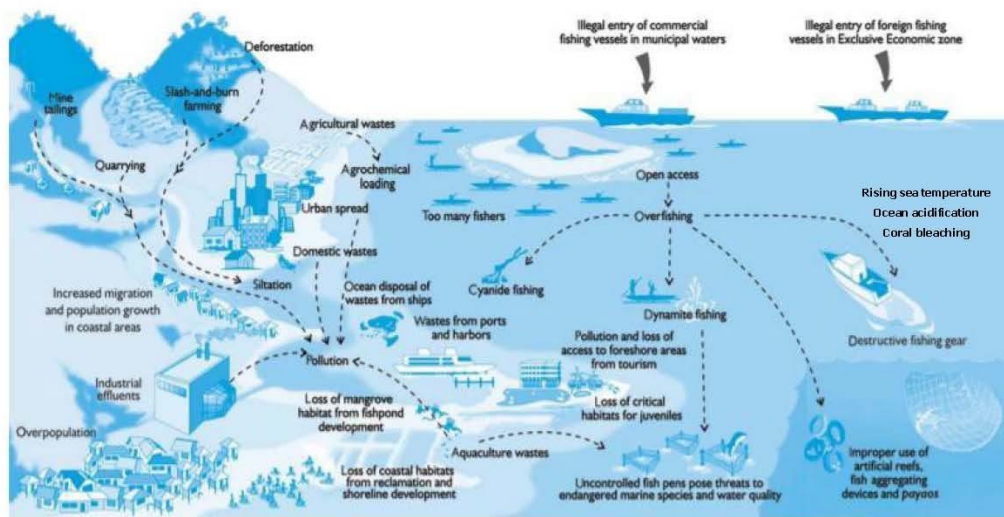 Illegal entry of commercial
fishing vessels in municipal waters
Illegal entry of foreign fishing
vessels in Exclusive Economic zone
Deforestation
Mine
tailings
Slash-and-burn
farming
Agricultural wastes
Quarrying
Agrochemical
loading
Open access
Urban spread
Too many fishers
Overfishing
Rising sea temperature
Ocean acidification
Coral bleaching
Domestic wastes
Siltation
Ocean disposal of
wastes from ships
Cyanide fishing
Increased migration
and population growth
in coastal areas
Wastes from ports
and harbors
Dynamite fishing
Pollution and loss of
access to foreshore areas
from tourism
Destructive fishing gear
Pollution
Industrial
effluents
Loss of mangrove
habitat from fishpond
development
Loss of critical
habitats for juveniles
Overpopulation
Aquaculture wastes
Loss of coastal habitats
from reclamation and
shoreline development
Uncontrolled fish pens pose threats to
endangered marine species and water quality
Improper use of
artificial reefs,
fish aggregating
devices and payaos